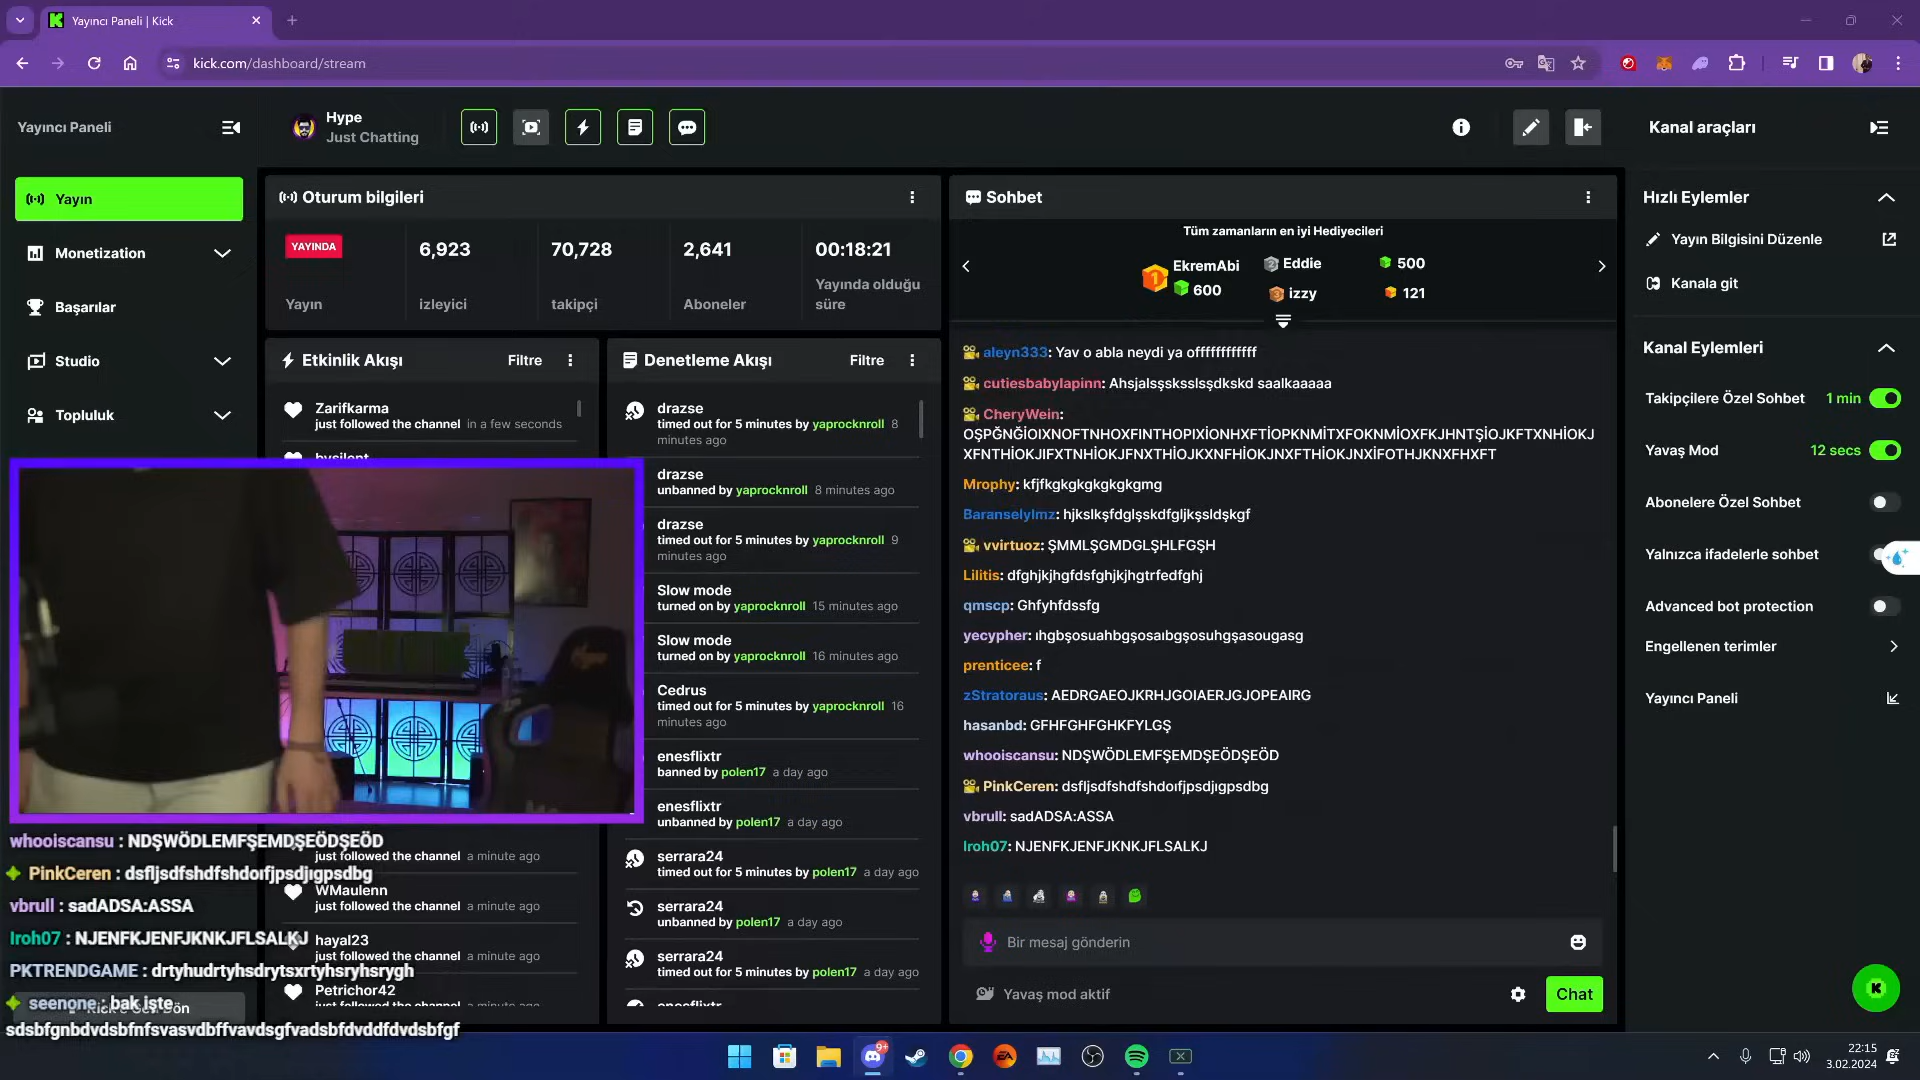 Yayıncı Paneli | Kick
kick.com/dashboard/stream
Yayıncı Paneli
Hype
Just Chatting
Kanal araçları
Yayın
Monetization
Başarılar
Studio
Topluluk
Oturum bilgileri
YAYINDA
6,923
70,728
2,641
00:18:21
Yayın
izleyici
takipçi
Aboneler
Yayında olduğu
süre
Etkinlik Akışı
Filtre
Zarifkarma
just followed the channel in a few seconds
just followed the channel a minute ago
WMaulenn
just followed the channel a minute ago
hayal23
just followed the channel a minute ago
Petrichor42
just followed the channel a minute ago
Denetleme Akışı
Filtre
drazse
timed out for 5 minutes by yaprocknroll 8
minutes ago
drazse
unbanned by yaprocknroll 8 minutes ago
drazse
timed out for 5 minutes by yaprocknroll 9
minutes ago
Slow mode
turned on by yaprocknroll 15 minutes ago
Slow mode
turned on by yaprocknroll 16 minutes ago
Cedrus
timed out for 5 minutes by yaprocknroll 16
minutes ago
enesflixtr
banned by polen17 a day ago
enesflixtr
unbanned by polen17 a day ago
serrara24
timed out for 5 minutes by polen17 a day ago
serrara24
unbanned by polen17 a day ago
serrara24
timed out for 5 minutes by polen17 a day ago
enesflixtr
Sohbet
Tüm zamanların en iyi Hediyecileri
1
EkremAbi
600
2
Eddie
500
3
izzy
121
aleyn333: Yav o abla neydi ya offffffffffff
cutiesbabylapinn: Ahsjalsşsksslsşdkskd saalkaaaaa
CheryWein:
OŞPĞNĞİOIXNOFTNHOXFINTHOPIXİONHXFTİOPKNMİTXFOKNMİOXFKJHNTŞİOJKFTXNHİOKJ
XFNTHİOKJIFXTNHİOKJFNXTHİOJKXNFHİOKJNXFTHİOKJNXİFOTHJKNXFHXFT
Mrophy: kfjfkgkgkgkgkgkgmg
Baranselylmz: hjkslkşfdglşskdfgljkşsldşkgf
vvirtuoz: ŞMMLŞGMDGLŞHLFGŞH
Lilitis: dfghjkjhgfdsfghjkjhgtrfedfghj
qmscp: Ghfyhfdssfg
yecypher: ıhgbşosuahbgşosaıbgşosuhgşasougasg
prenticee: f
zStratoraus: AEDRGAEOJKRHJGOIAERJGJOPEAIRG
hasanbd: GFHFGHFGHKFYLGŞ
whooiscansu: NDŞWÖDLEMFŞEMDŞEÖDŞEÖD
PinkCeren: dsfljsdfshdfshdoıfjpsdjıgpsdbg
vbrull: sadADSA:ASSA
Iroh07: NJENFKJENFJKNKJFLSALKJ
Bir mesaj gönderin
Yavaş mod aktif
Chat
Hızlı Eylemler
Yayın Bilgisini Düzenle
Kanala git
Kanal Eylemleri
Takipçilere Özel Sohbet 1 min
Yavaş Mod 12 secs
Abonelere Özel Sohbet
Yalnızca ifadelerle sohbet
Advanced bot protection
Engellenen terimler
Yayıncı Paneli
whooiscansu : NDŞWÖDLEMFŞEMDŞEÖDŞEÖD
PinkCeren : dsfljsdfshdfshdoıfjpsdjıgpsdbg
vbrull : sadADSA:ASSA
Iroh07 : NJENFKJENFJKNKJFLSALKJ
PKTRENDGAME : drtyhudrtyhsdrytsxrtyhsryhsrygh
seenone : bak işte
sdsbfgnbdvdsbfnfsvasvdbffvavdsgfvadsbfdvddfdvdsbfgf
9+
22:15
3.02.2024